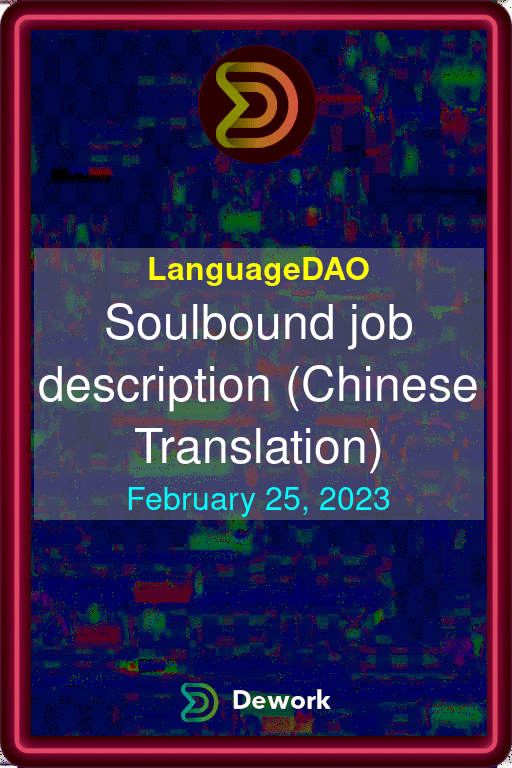 LanguageDAO
Soulbound job
description (Chinese
Translation)
February 25, 2023
Dework